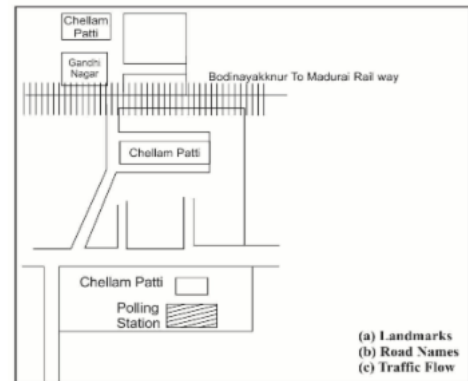 Chellam
Patti
Gandhi
Nagar
Bodinayakknur To Madurai Rail way
Chellam Patti
Chellam Patti
Polling
Station
(a) Landmarks
(b) Road Names
(c) Traffic Flow